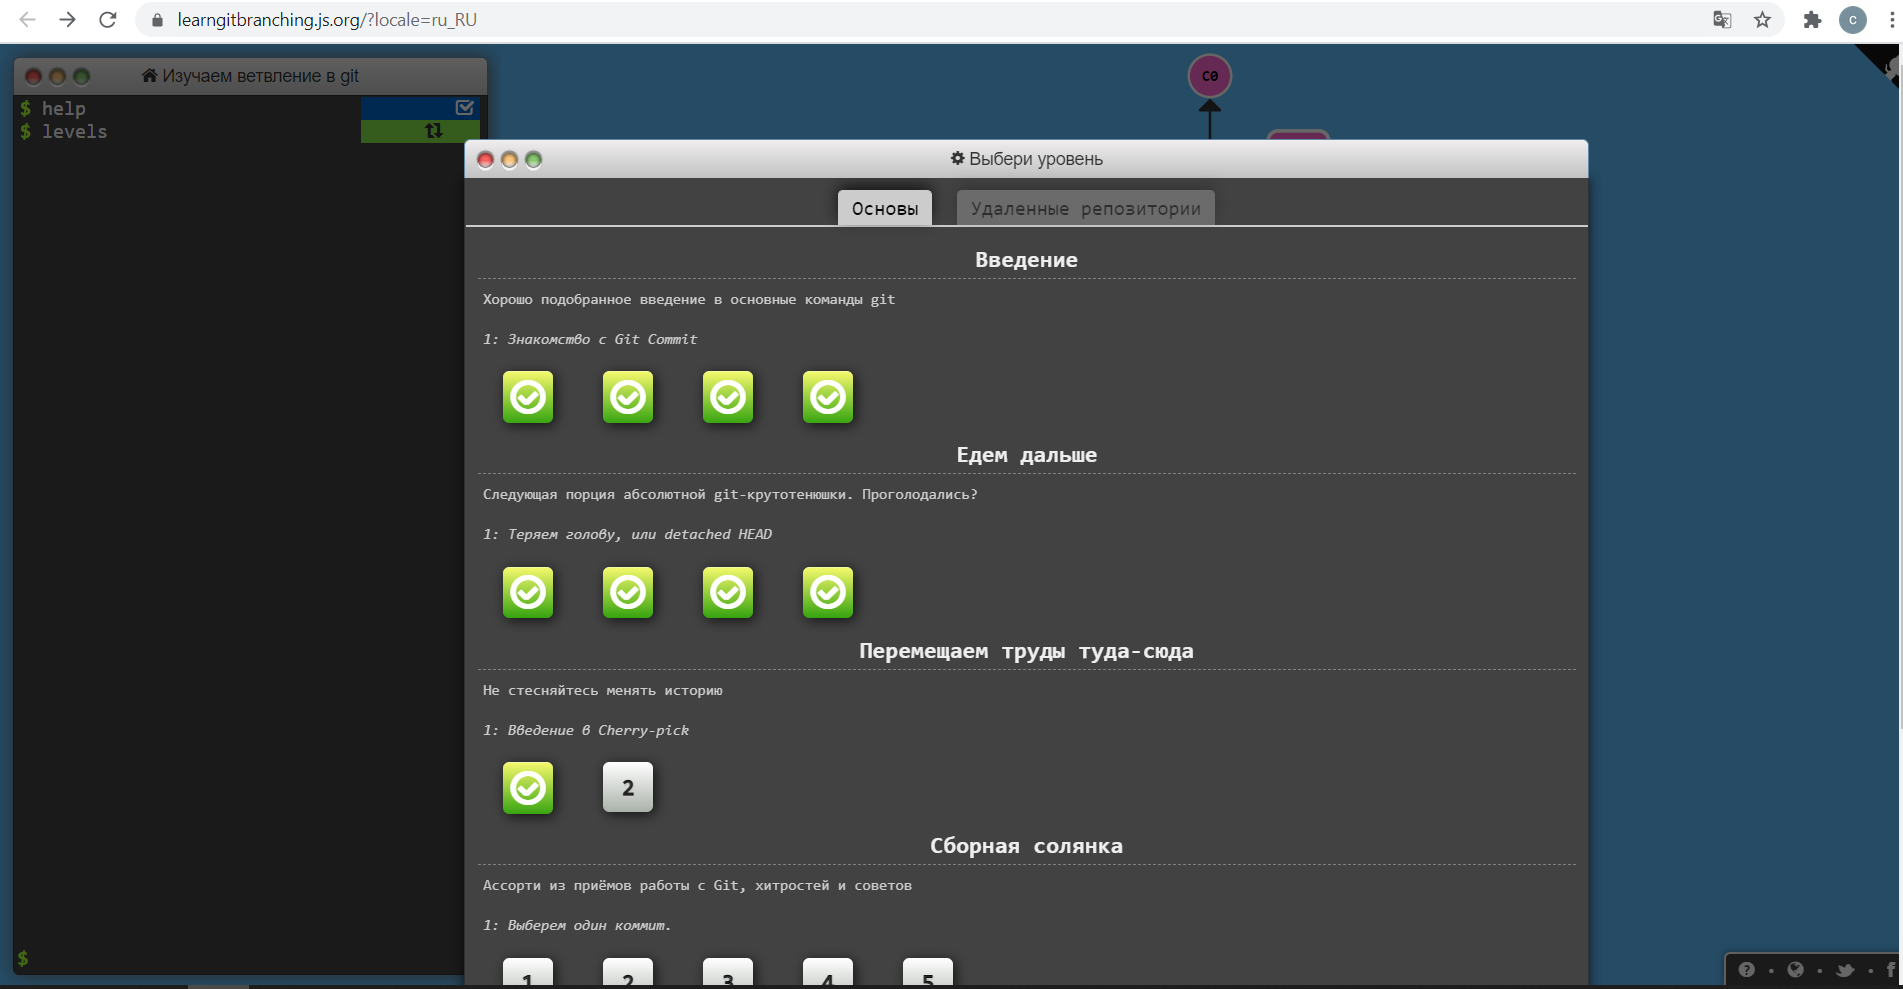 learngitbranching.js.org/?locale=ru_RU
C
Изучаем ветвление в git
$ help
$ levels
$
C0
Выбери уровень
Основы
Удаленные репозитории
Введение
Хорошо подобранное введение в основные команды git
1: Знакомство с Git Commit
Едем дальше
Следующая порция абсолютной git-крутотенюшки. Проголодались?
1: Теряем голову, или detached HEAD
Перемещаем труды туда-сюда
Не стесняйтесь менять историю
1: Введение в Cherry-pick
2
Сборная солянка
Ассорти из приёмов работы с Git, хитростей и советов
1: Выберем один коммит.
1 2 3 4 5